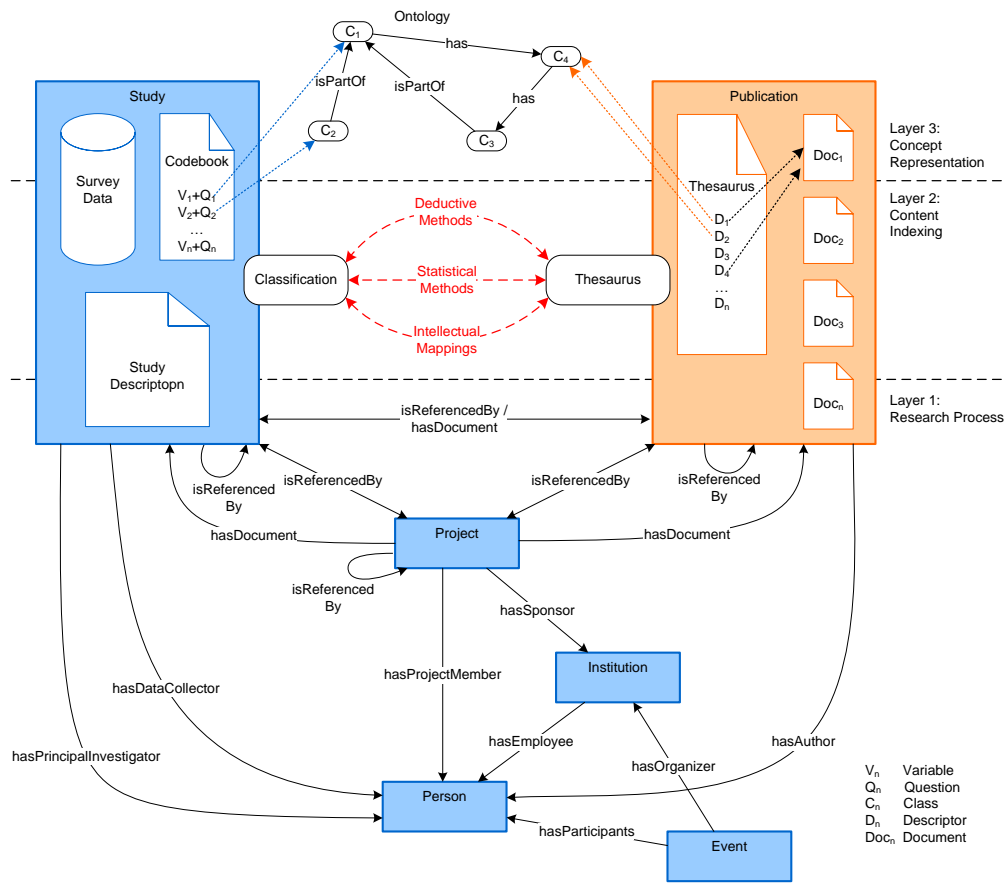 Ontology
C1
has
C4
isPartOf
isPartOf
has
C2
C3
Study
Survey
Data
Codebook
V1+Q1
V2+Q2
...
Vn+Qn
Study
Descriptopn
Publication
Thesaurus
D1
D2
D3
D4
...
Dn
Doc1
Doc2
Doc3
Docn
Layer 3:
Concept
Representation
Layer 2:
Content
Indexing
Layer 1:
Research Process
Deductive
Methods
Classification
Statistical
Methods
Thesaurus
Intellectual
Mappings
isReferencedBy /
hasDocument
isReferenced
By
isReferencedBy
isReferencedBy
isReferenced
By
hasDocument
Project
hasDocument
isReferenced
By
hasSponsor
hasProjectMember
Institution
hasDataCollector
hasEmployee
hasAuthor
hasPrincipalInvestigator
hasOrganizer
Person
hasParticipants
Event
Vn Variable
Qn Question
Cn Class
Dn Descriptor
Docn Document